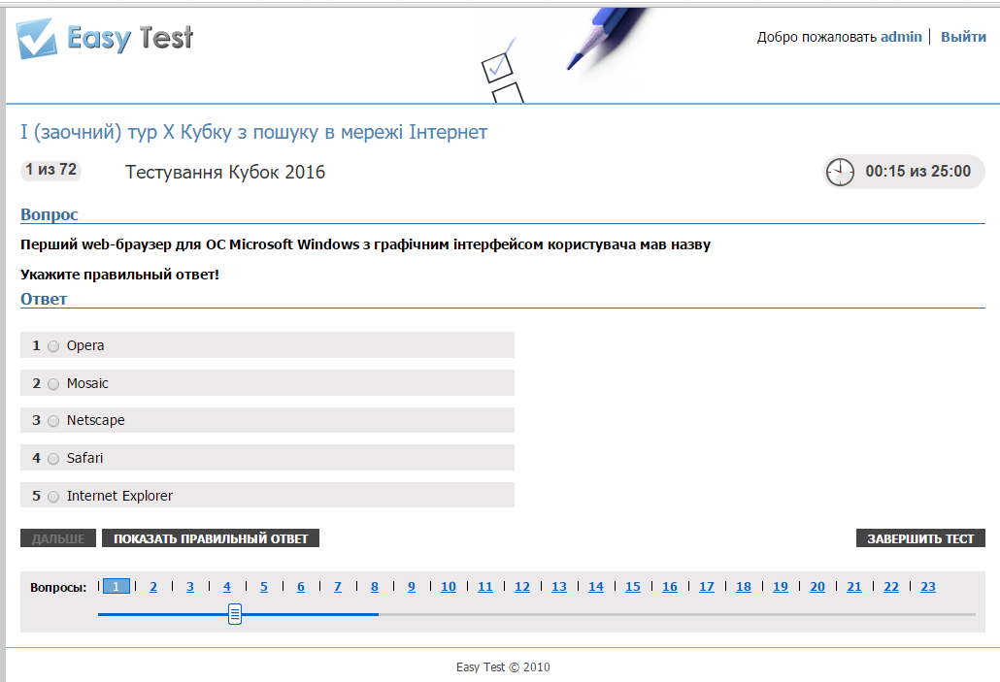 Easy Test
Добро пожаловать admin | Выйти
I (заочний) тур X Кубку з пошуку в мережі Інтернет
1 из 72
Тестування Кубок 2016
00:15 из 25:00
Вопрос
Перший web-браузер для ОС Microsoft Windows з графічним інтерфейсом користувача мав назву
Укажите правильный ответ!
Ответ
1 Opera
2 Mosaic
3 Netscape
4 Safari
5 Internet Explorer
ДАЛЬШЕ ПОКАЗАТЬ ПРАВИЛЬНЫЙ ОТВЕТ ЗАВЕРШИТЬ ТЕСТ
Вопросы: | 1 | 2 | 3 | 4 | 5 | 6 | 7 | 8 | 9 | 10 | 11 | 12 | 13 | 14 | 15 | 16 | 17 | 18 | 19 | 20 | 21 | 22 | 23
Easy Test © 2010